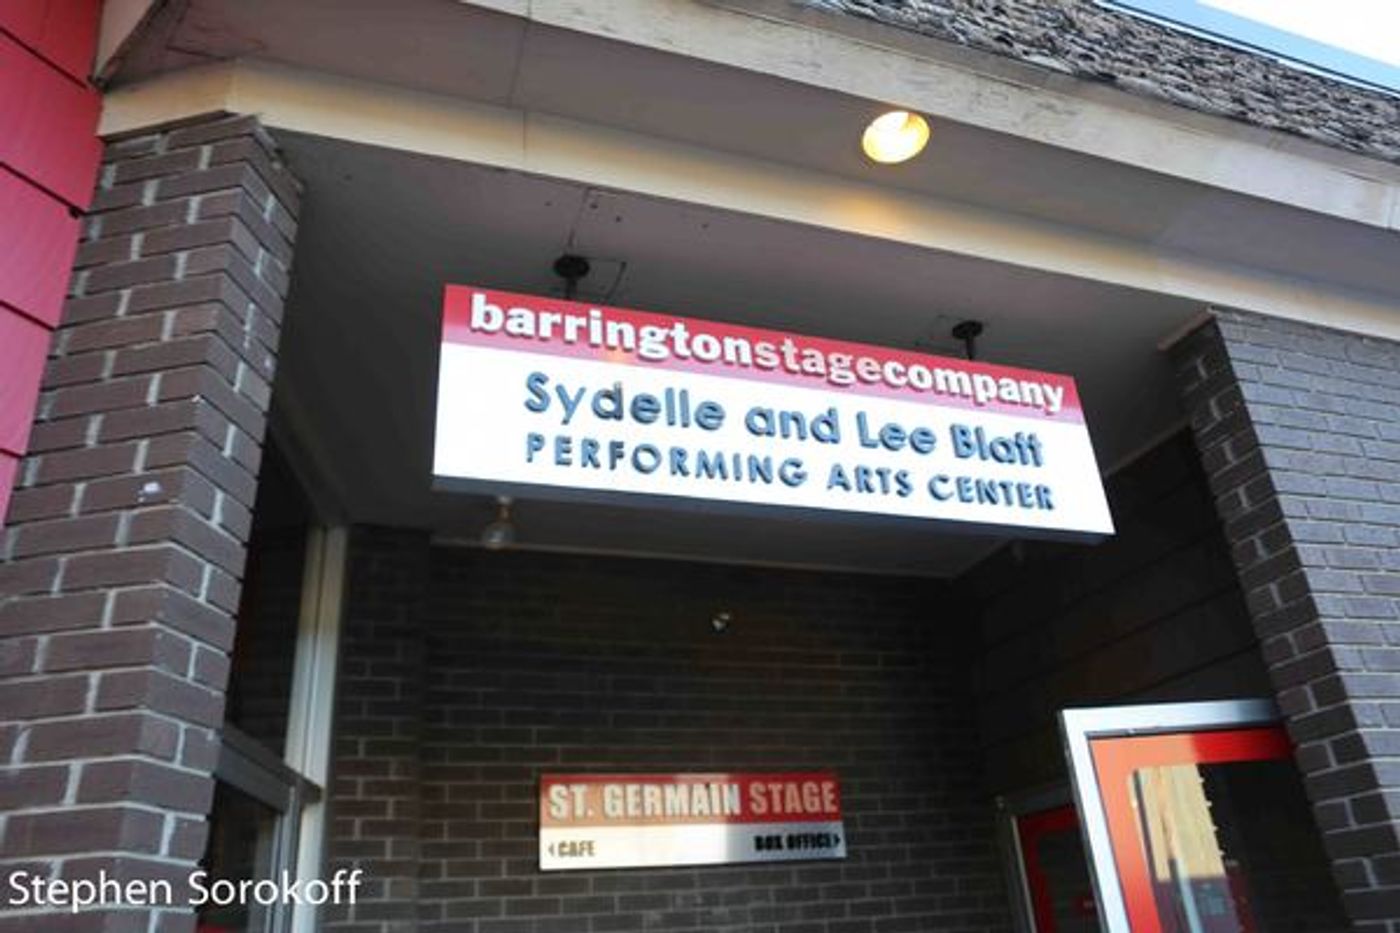 barringtonstagecompany
Sydelle and Lee Blatt
PERFORMING ARTS CENTER
ST. GERMAIN STAGE
CAFE BOX OFFICE
Stephen Sorokoff